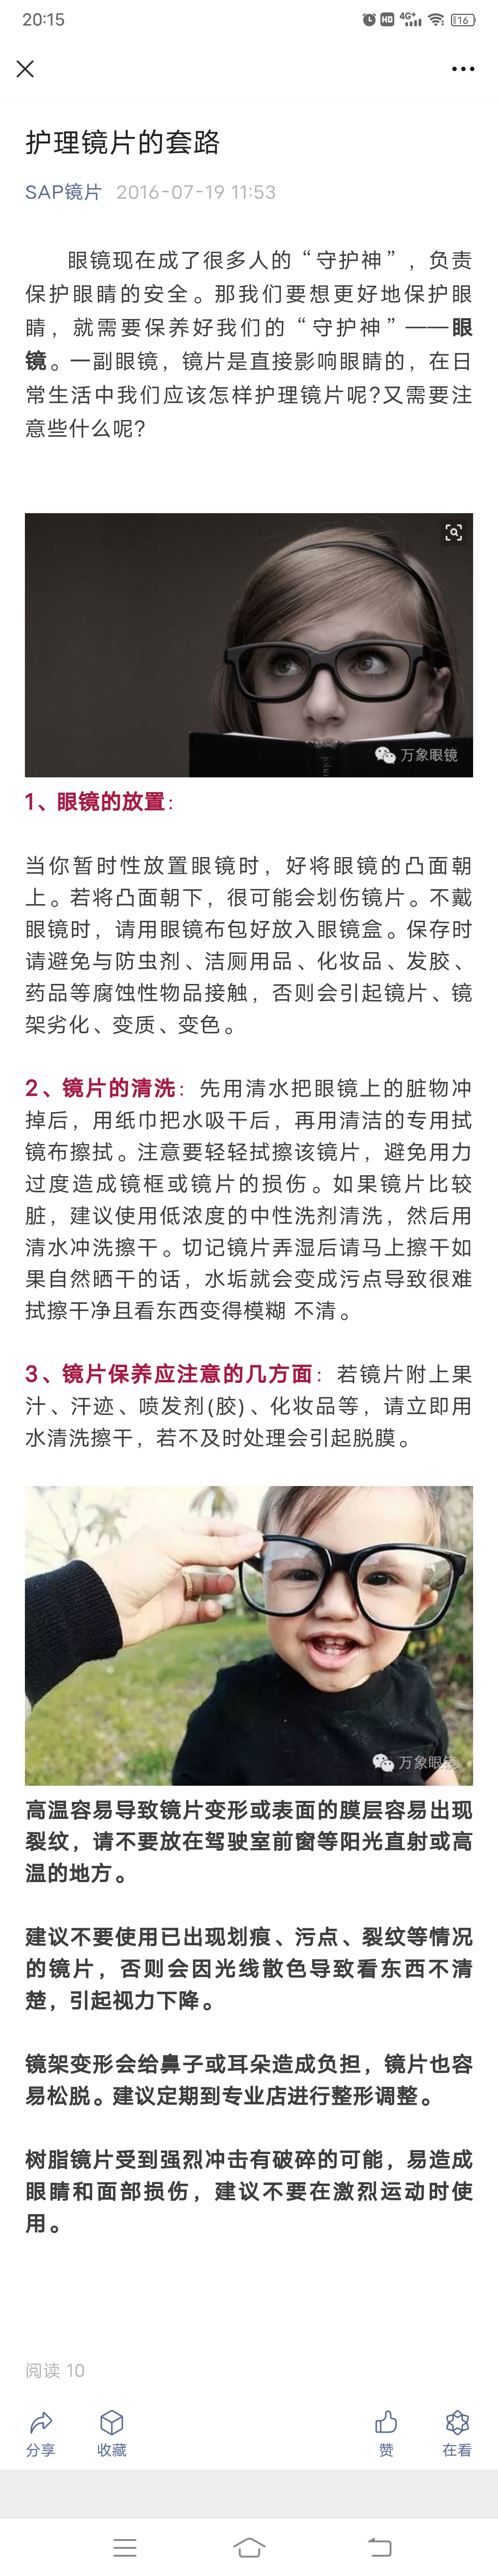 20:15
HD 4G+ 16
护理镜片的套路
SAP镜片 2016-07-19 11:53
眼镜现在成了很多人的“守护神”，负责
保护眼睛的安全。那我们要想更好地保护眼
睛，就需要保养好我们的“守护神”——眼
镜。一副眼镜，镜片是直接影响眼睛的，在日
常生活中我们应该怎样护理镜片呢?又需要注
意些什么呢?
万象眼镜
1、眼镜的放置：
当你暂时性放置眼镜时，好将眼镜的凸面朝
上。若将凸面朝下，很可能会划伤镜片。不戴
眼镜时，请用眼镜布包好放入眼镜盒。保存时
请避免与防虫剂、洁厕用品、化妆品、发胶、
药品等腐蚀性物品接触，否则会引起镜片、镜
架劣化、变质、变色。
2、镜片的清洗：先用清水把眼镜上的脏物冲
掉后，用纸巾把水吸干后，再用清洁的专用拭
镜布擦拭。注意要轻轻拭擦该镜片，避免用力
过度造成镜框或镜片的损伤。如果镜片比较
脏，建议使用低浓度的中性洗剂清洗，然后用
清水冲洗擦干。切记镜片弄湿后请马上擦干如
果自然晒干的话，水垢就会变成污点导致很难
拭擦干净且看东西变得模糊 不清。
3、镜片保养应注意的几方面：若镜片附上果
汁、汗迹、喷发剂(胶)、化妆品等，请立即用
水清洗擦干，若不及时处理会引起脱膜。
万象眼镜
高温容易导致镜片变形或表面的膜层容易出现
裂纹，请不要放在驾驶室前窗等阳光直射或高
温的地方。
建议不要使用已出现划痕、污点、裂纹等情况
的镜片，否则会因光线散色导致看东西不清
楚，引起视力下降。
镜架变形会给鼻子或耳朵造成负担，镜片也容
易松脱。建议定期到专业店进行整形调整。
树脂镜片受到强烈冲击有破碎的可能，易造成
眼睛和面部损伤，建议不要在激烈运动时使
用。
阅读 10
分享 收藏 赞 在看